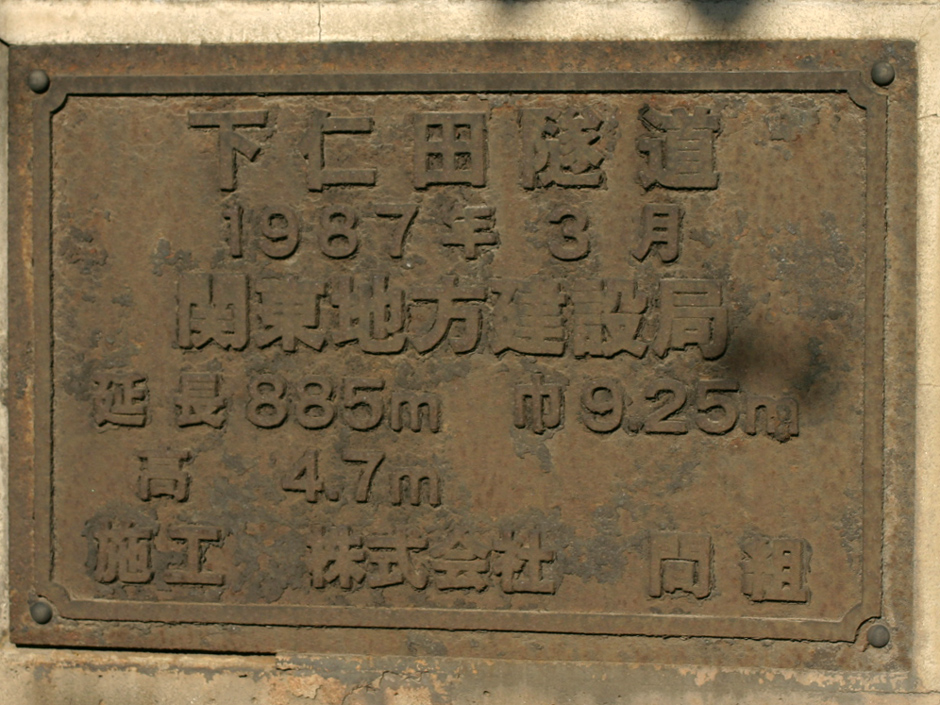 下仁田隧道
1987年 3月
関東地方建設局
延長885m 巾9.25m
高 4.7m
施工 株式会社 間組